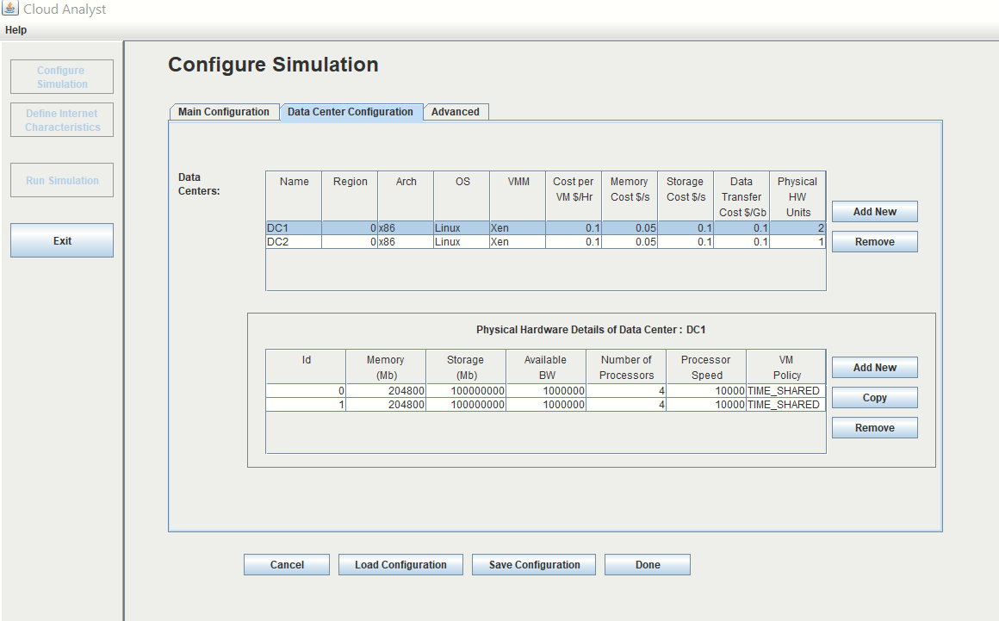 Cloud Analyst
Help
Configure
Simulation
Define Internet
Characteristics
Run Simulation
Exit
Configure Simulation
Main Configuration Data Center Configuration Advanced
Data
Centers:
Name Region Arch OS VMM Cost per VM $/Hr Memory Cost $/s Storage Cost $/s Data Transfer Cost $/Gb Physical HW Units
DC1 0 x86 Linux Xen 0.1 0.05 0.1 0.1 2
DC2 0 x86 Linux Xen 0.1 0.05 0.1 0.1 1
Add New
Remove
Physical Hardware Details of Data Center : DC1
Id Memory (Mb) Storage (Mb) Available BW Number of Processors Processor Speed VM Policy
0 204800 100000000 1000000 4 10000 TIME_SHARED
1 204800 100000000 1000000 4 10000 TIME_SHARED
Add New
Copy
Remove
Cancel Load Configuration Save Configuration Done